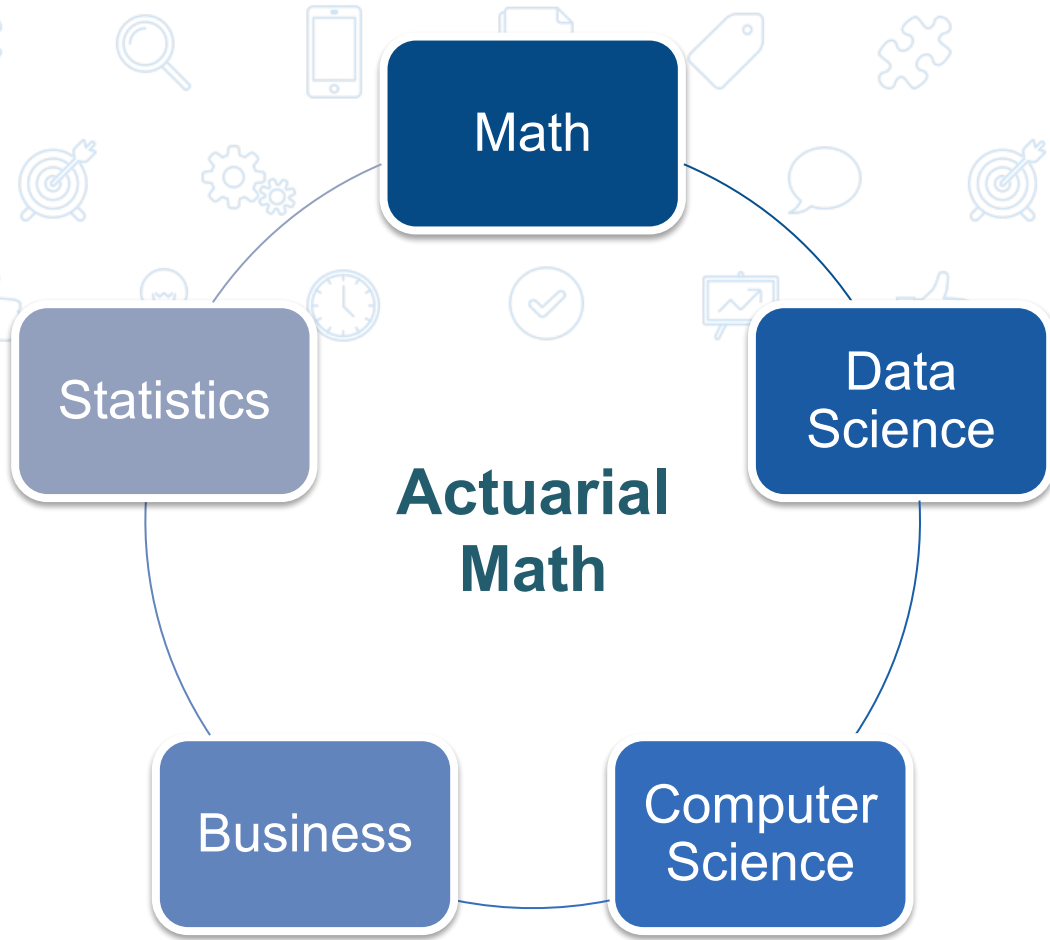 Math
Data
Science
Computer
Science
Business
Statistics
Actuarial
Math